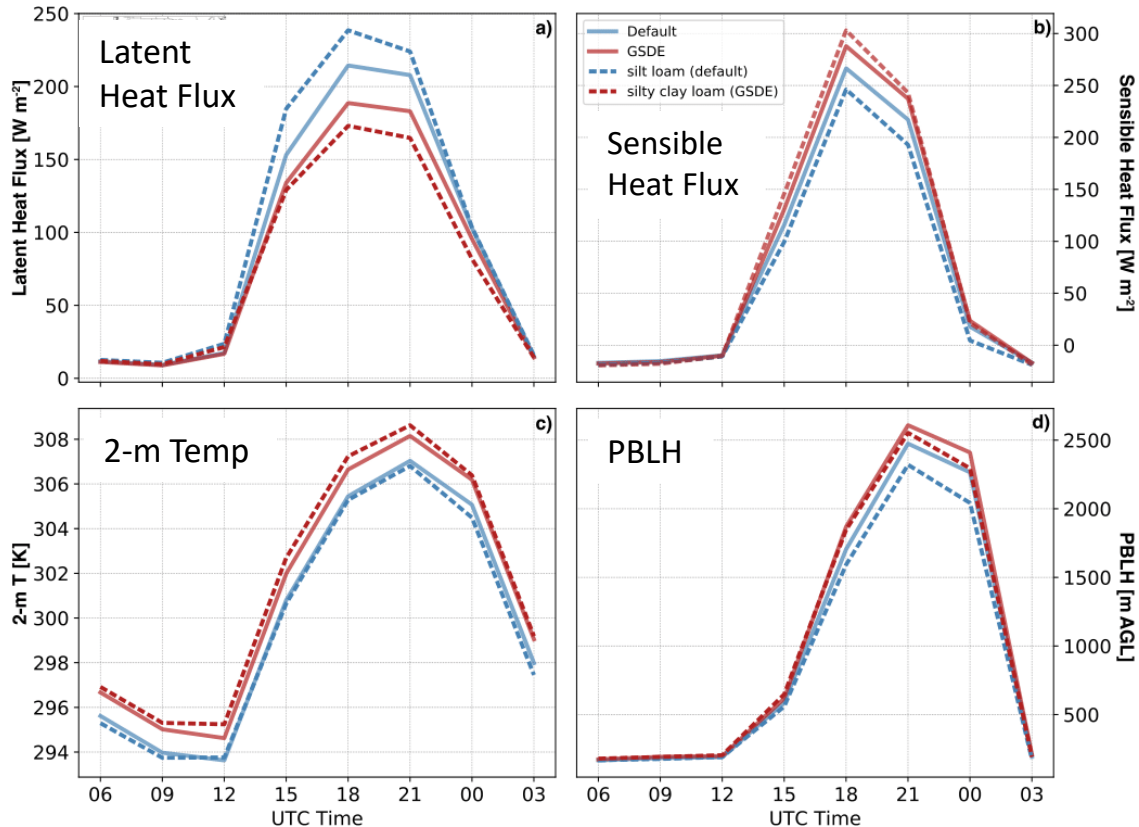 250
200
150
100
50
0
Latent Heat Flux [W m⁻²]
Latent
Heat Flux
a)
b)
Default
GSDE
silt loam (default)
silty clay loam (GSDE)
Sensible
Heat Flux
300
250
200
150
100
50
0
Sensible Heat Flux [W m⁻²]
308
306
304
302
300
298
296
294
2-m T [K]
2-m Temp
c)
06 09 12 15 18 21 00 03
UTC Time
PBLH
d)
2500
2000
1500
1000
500
PBLH [m AGL]
06 09 12 15 18 21 00 03
UTC Time